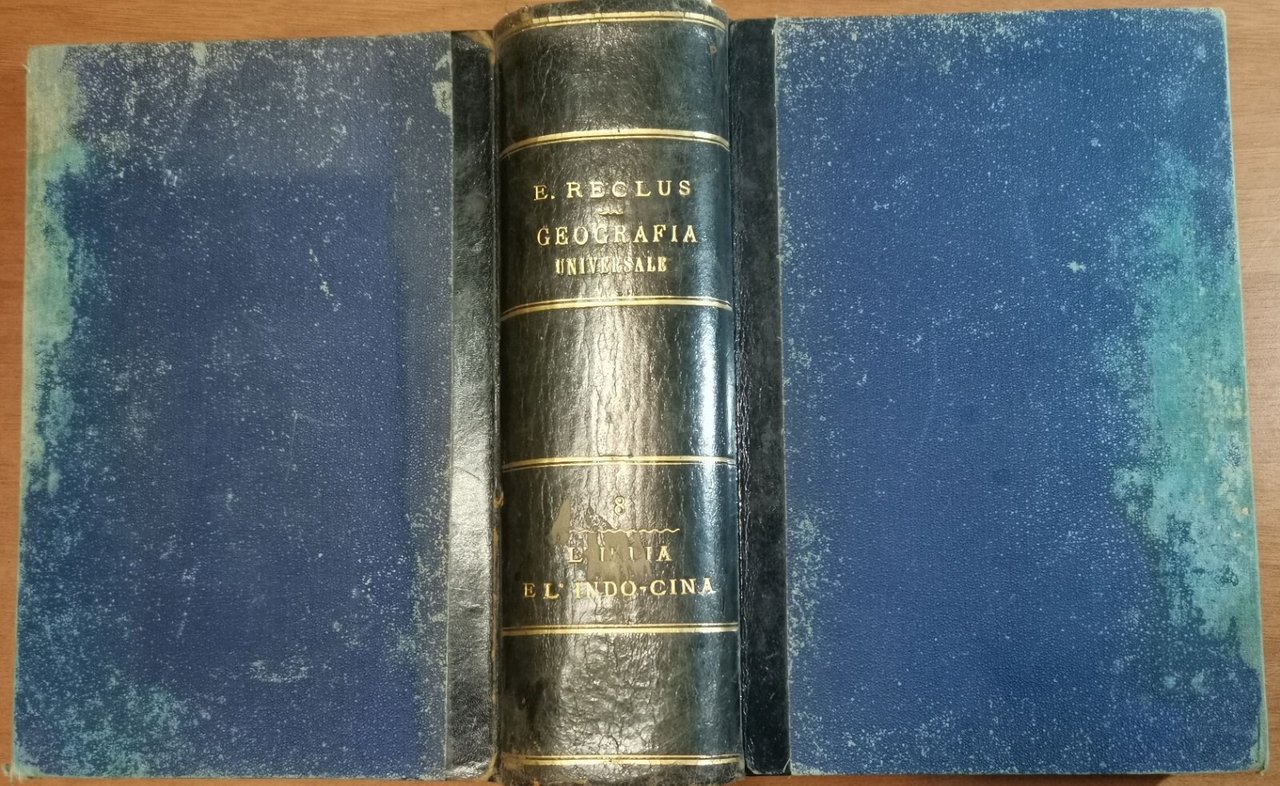 E. RECLUS
GEOGRAFIA
UNIVERSALE
8
E L'INDO-CINA